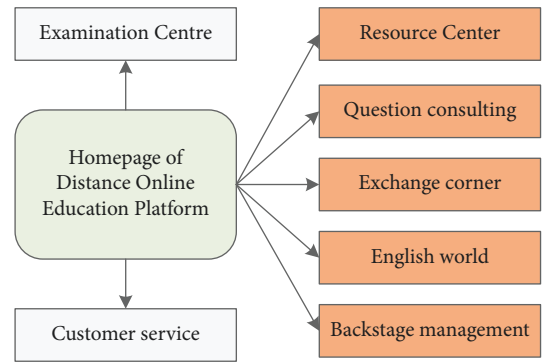 Examination Centre
Homepage of
Distance Online
Education Platform
Customer service
Resource Center
Question consulting
Exchange corner
English world
Backstage management